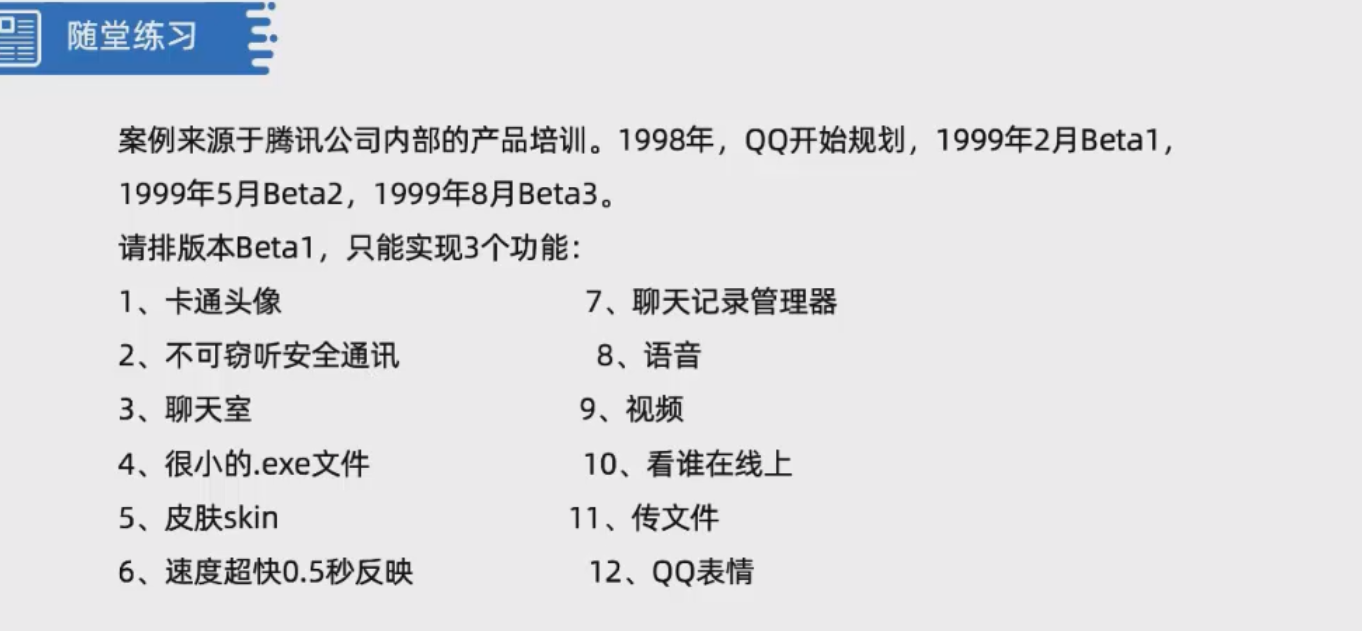 随堂练习
案例来源于腾讯公司内部的产品培训。1998年，QQ开始规划，1999年2月Beta1，
1999年5月Beta2，1999年8月Beta3。
请排版本Beta1，只能实现3个功能：
1、卡通头像 7、聊天记录管理器
2、不可窃听安全通讯 8、语音
3、聊天室 9、视频
4、很小的.exe文件 10、看谁在线上
5、皮肤skin 11、传文件
6、速度超快0.5秒反映 12、QQ表情